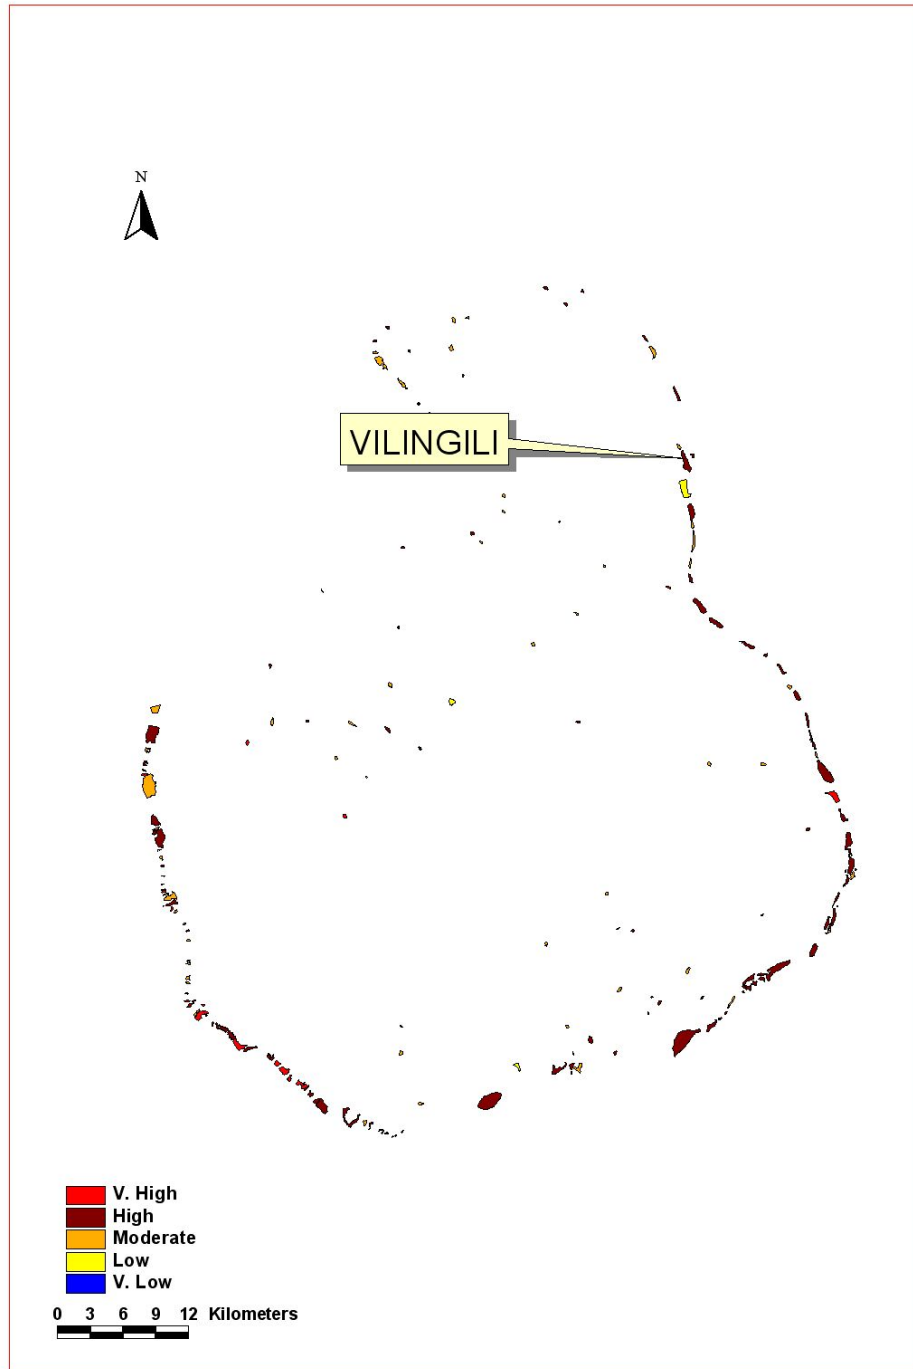 N
VILINGILI
V. High
High
Moderate
Low
V. Low
0 3 6 9 12 Kilometers